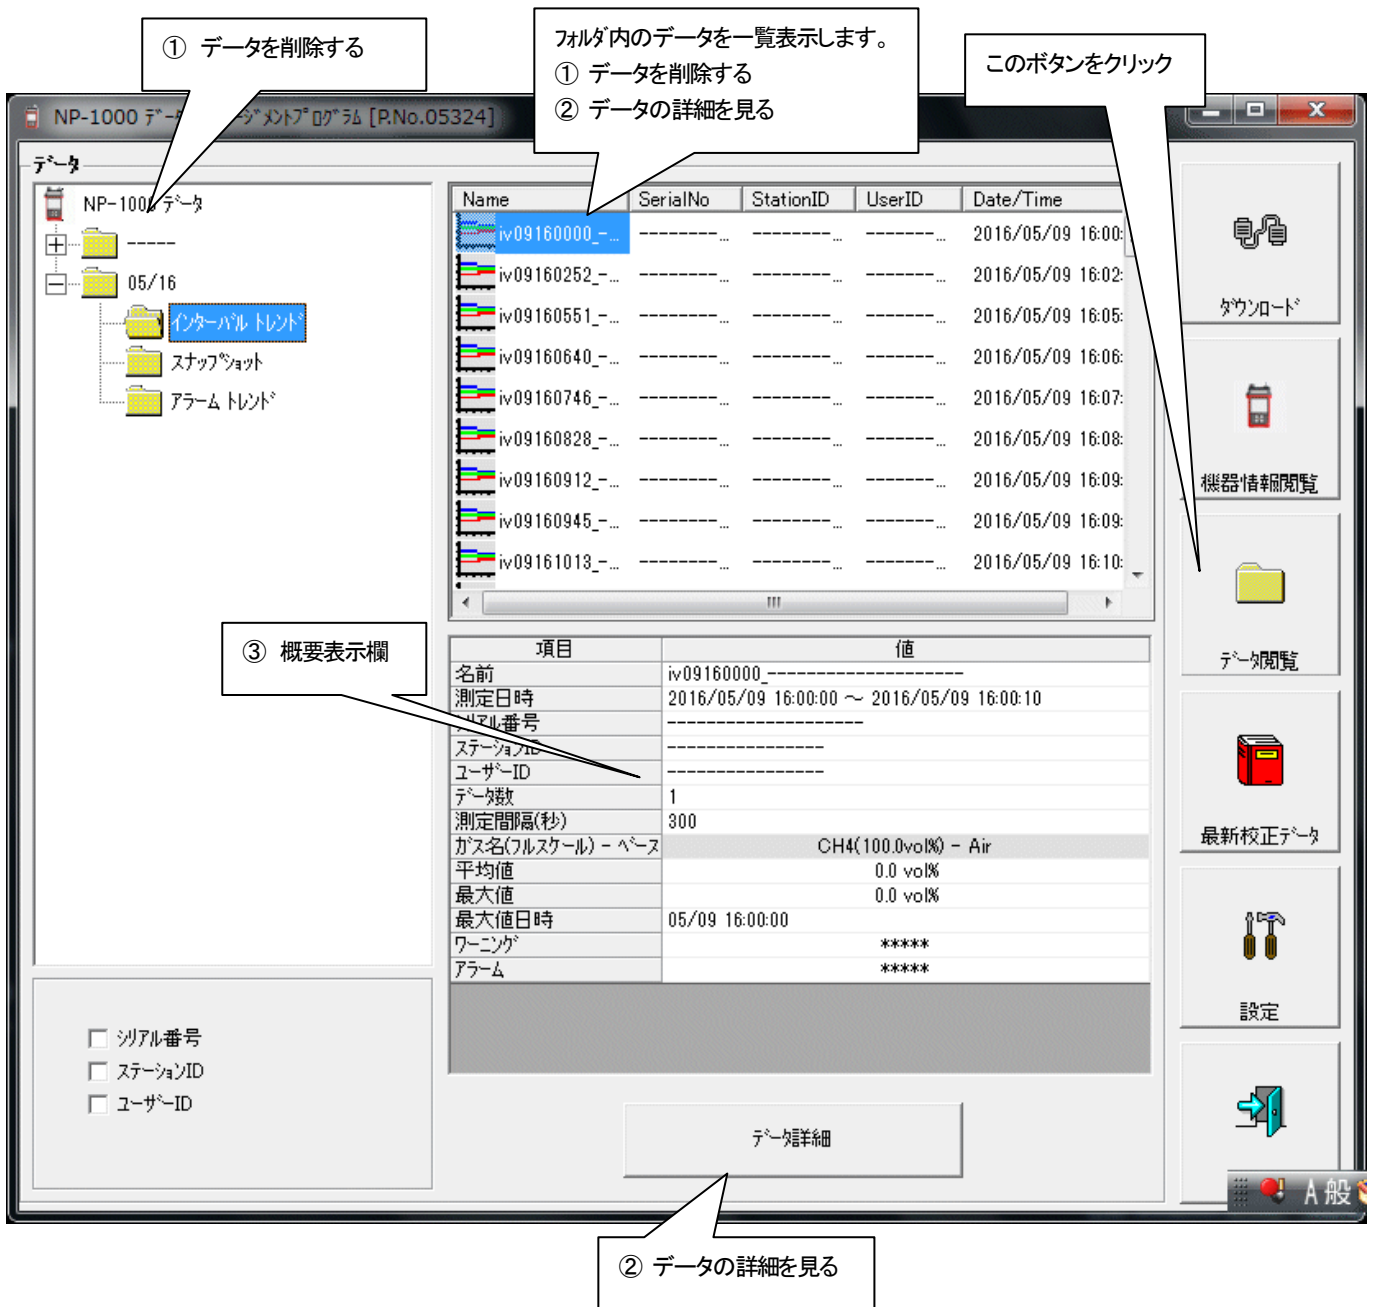 ① データを削除する
フォルダ内のデータを一覧表示します。
① データを削除する
② データの詳細を見る
このボタンをクリック
NP-1000 データ
ジメントプログラム [P.No.05324]
データ
NP-1000 データ
-----
05/16
インターバル トレンド
スナップショット
アラーム トレンド
Name SerialNo StationID UserID Date/Time
iv09160000_-... --------... --------... -------... 2016/05/09 16:00:
iv09160252_-... --------... --------... -------... 2016/05/09 16:02:
iv09160551_-... --------... --------... -------... 2016/05/09 16:05:
iv09160640_-... --------... --------... -------... 2016/05/09 16:06:
iv09160746_-... --------... --------... -------... 2016/05/09 16:07:
iv09160828_-... --------... --------... -------... 2016/05/09 16:08:
iv09160912_-... --------... --------... -------... 2016/05/09 16:09:
iv09160945_-... --------... --------... -------... 2016/05/09 16:09:
iv09161013_-... --------... --------... -------... 2016/05/09 16:10:
③ 概要表示欄
項目 値
名前 iv09160000_--------------------
測定日時 2016/05/09 16:00:00 ～ 2016/05/09 16:00:10
シリアル番号 --------------------
ステーションID ----------------
ユーザーID ----------------
データ数 1
測定間隔(秒) 300
ガス名(フルスケール) - ベース CH4(100.0vol%) - Air
平均値 0.0 vol%
最大値 0.0 vol%
最大値日時 05/09 16:00:00
ワーニング *****
アラーム *****
シリアル番号
ステーションID
ユーザーID
データ詳細
② データの詳細を見る
ダウンロード
機器情報閲覧
データ閲覧
最新校正データ
設定
A 般